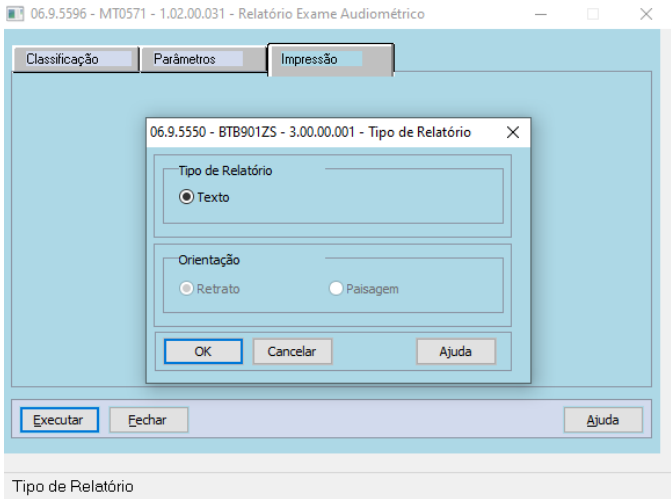 06.9.5596 - MT0571 - 1.02.00.031 - Relatório Exame Audiométrico
Classificação Parâmetros Impressão
06.9.5550 - BTB901ZS - 3.00.00.001 - Tipo de Relatório
Tipo de Relatório
Texto
Orientação
Retrato Paisagem
OK Cancelar Ajuda
Executar Fechar Ajuda
Tipo de Relatório